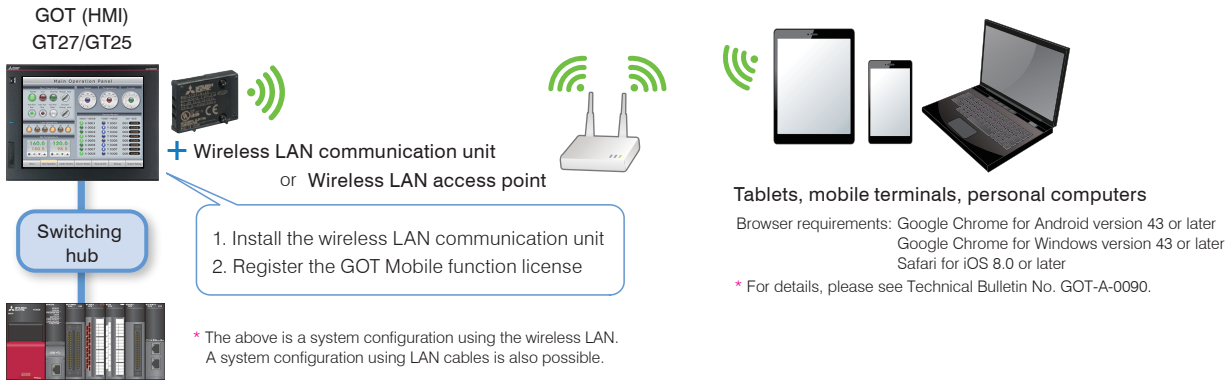 GOT (HMI)
GT27/GT25
Main Operation Panel
+ Wireless LAN communication unit
or Wireless LAN access point
1. Install the wireless LAN communication unit
2. Register the GOT Mobile function license
Switching
hub
* The above is a system configuration using the wireless LAN.
A system configuration using LAN cables is also possible.
Tablets, mobile terminals, personal computers
Browser requirements: Google Chrome for Android version 43 or later
Google Chrome for Windows version 43 or later
Safari for iOS 8.0 or later
* For details, please see Technical Bulletin No. GOT-A-0090.